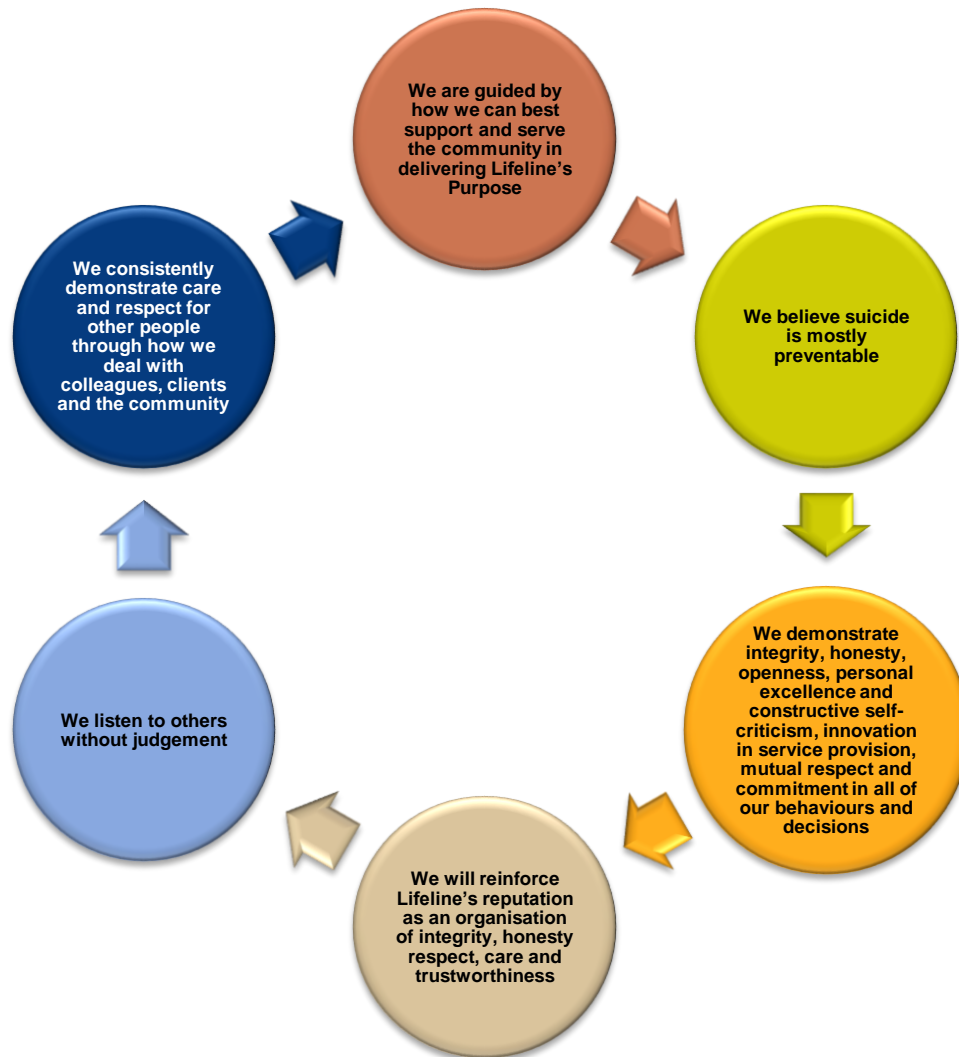 We are guided by
how we can best
support and serve
the community in
delivering Lifeline's
Purpose
We believe suicide
is mostly
preventable
We demonstrate
integrity, honesty,
openness, personal
excellence and
constructive self-
criticism, innovation
in service provision,
mutual respect and
commitment in all of
our behaviours and
decisions
We will reinforce
Lifeline's reputation
as an organisation
of integrity, honesty
respect, care and
trustworthiness
We listen to others
without judgement
We consistently
demonstrate care
and respect for
other people
through how we
deal with
colleagues, clients
and the community